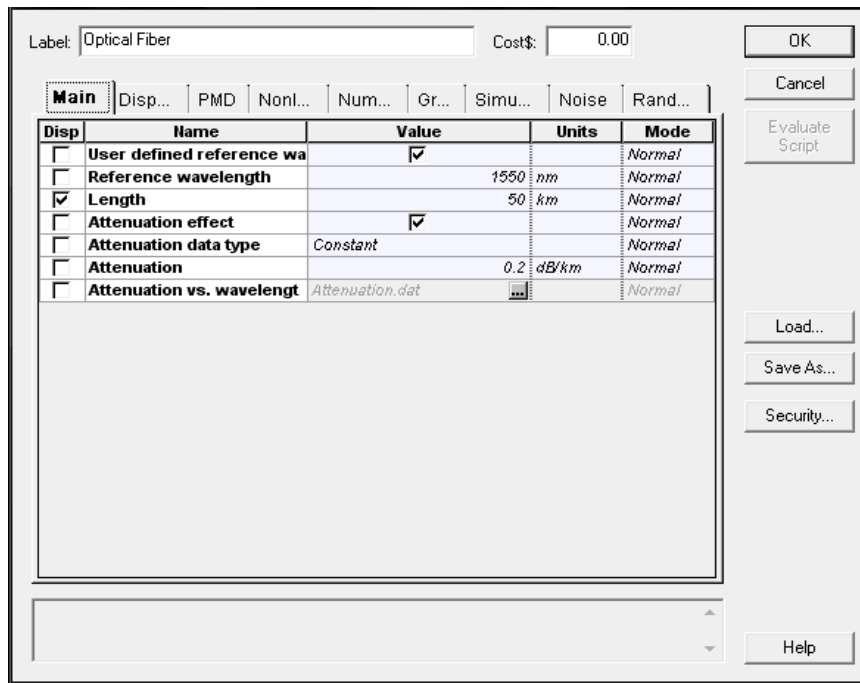 Label: Optical Fiber Cost$: 0.00 OK
Cancel
Evaluate Script
Main Disp... PMD Nonl... Num... Gr... Simu... Noise Rand...
Disp Name Value Units Mode
User defined reference wa Normal
Reference wavelength 1550 nm Normal
Length 50 km Normal
Attenuation effect Normal
Attenuation data type Constant Normal
Attenuation 0.2 dB/km Normal
Attenuation vs. wavelengt Attenuation.dat ... Normal
Load...
Save As...
Security...
Help